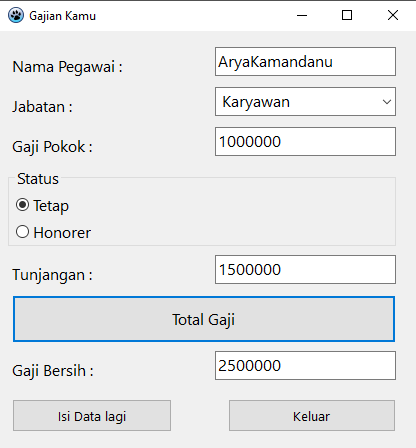 Gajian Kamu
Nama Pegawai : AryaKamandanu
Jabatan : Karyawan
Gaji Pokok : 1000000
Status
Tetap
Honorer
Tunjangan : 1500000
Total Gaji
Gaji Bersih : 2500000
Isi Data lagi Keluar